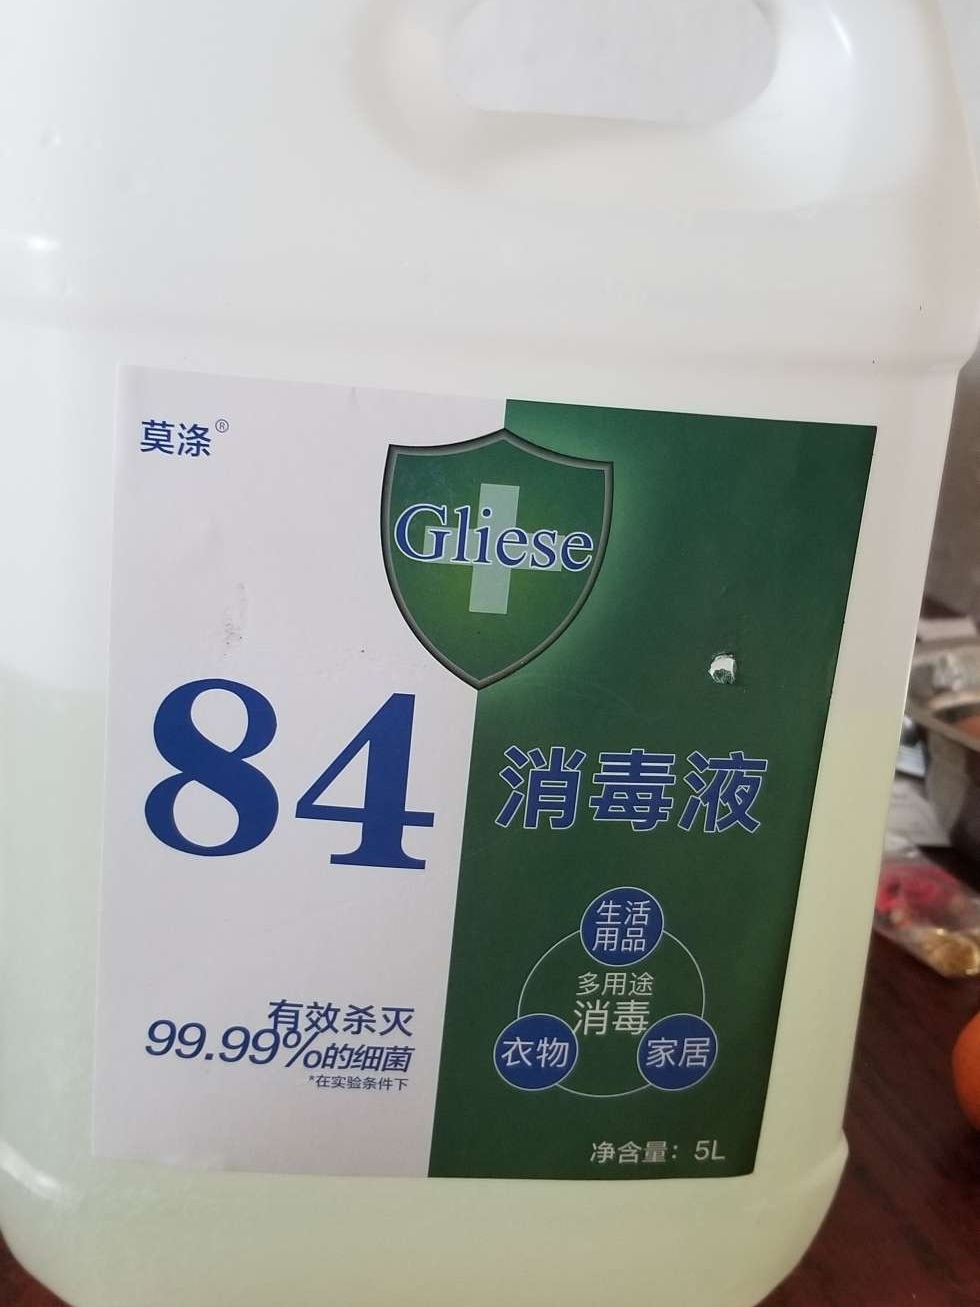 莫涤®
Gliese
84
消毒液
生活
用品
多用途
消毒
衣物
家居
有效杀灭
99.99%的细菌
*在实验条件下
净含量：5L